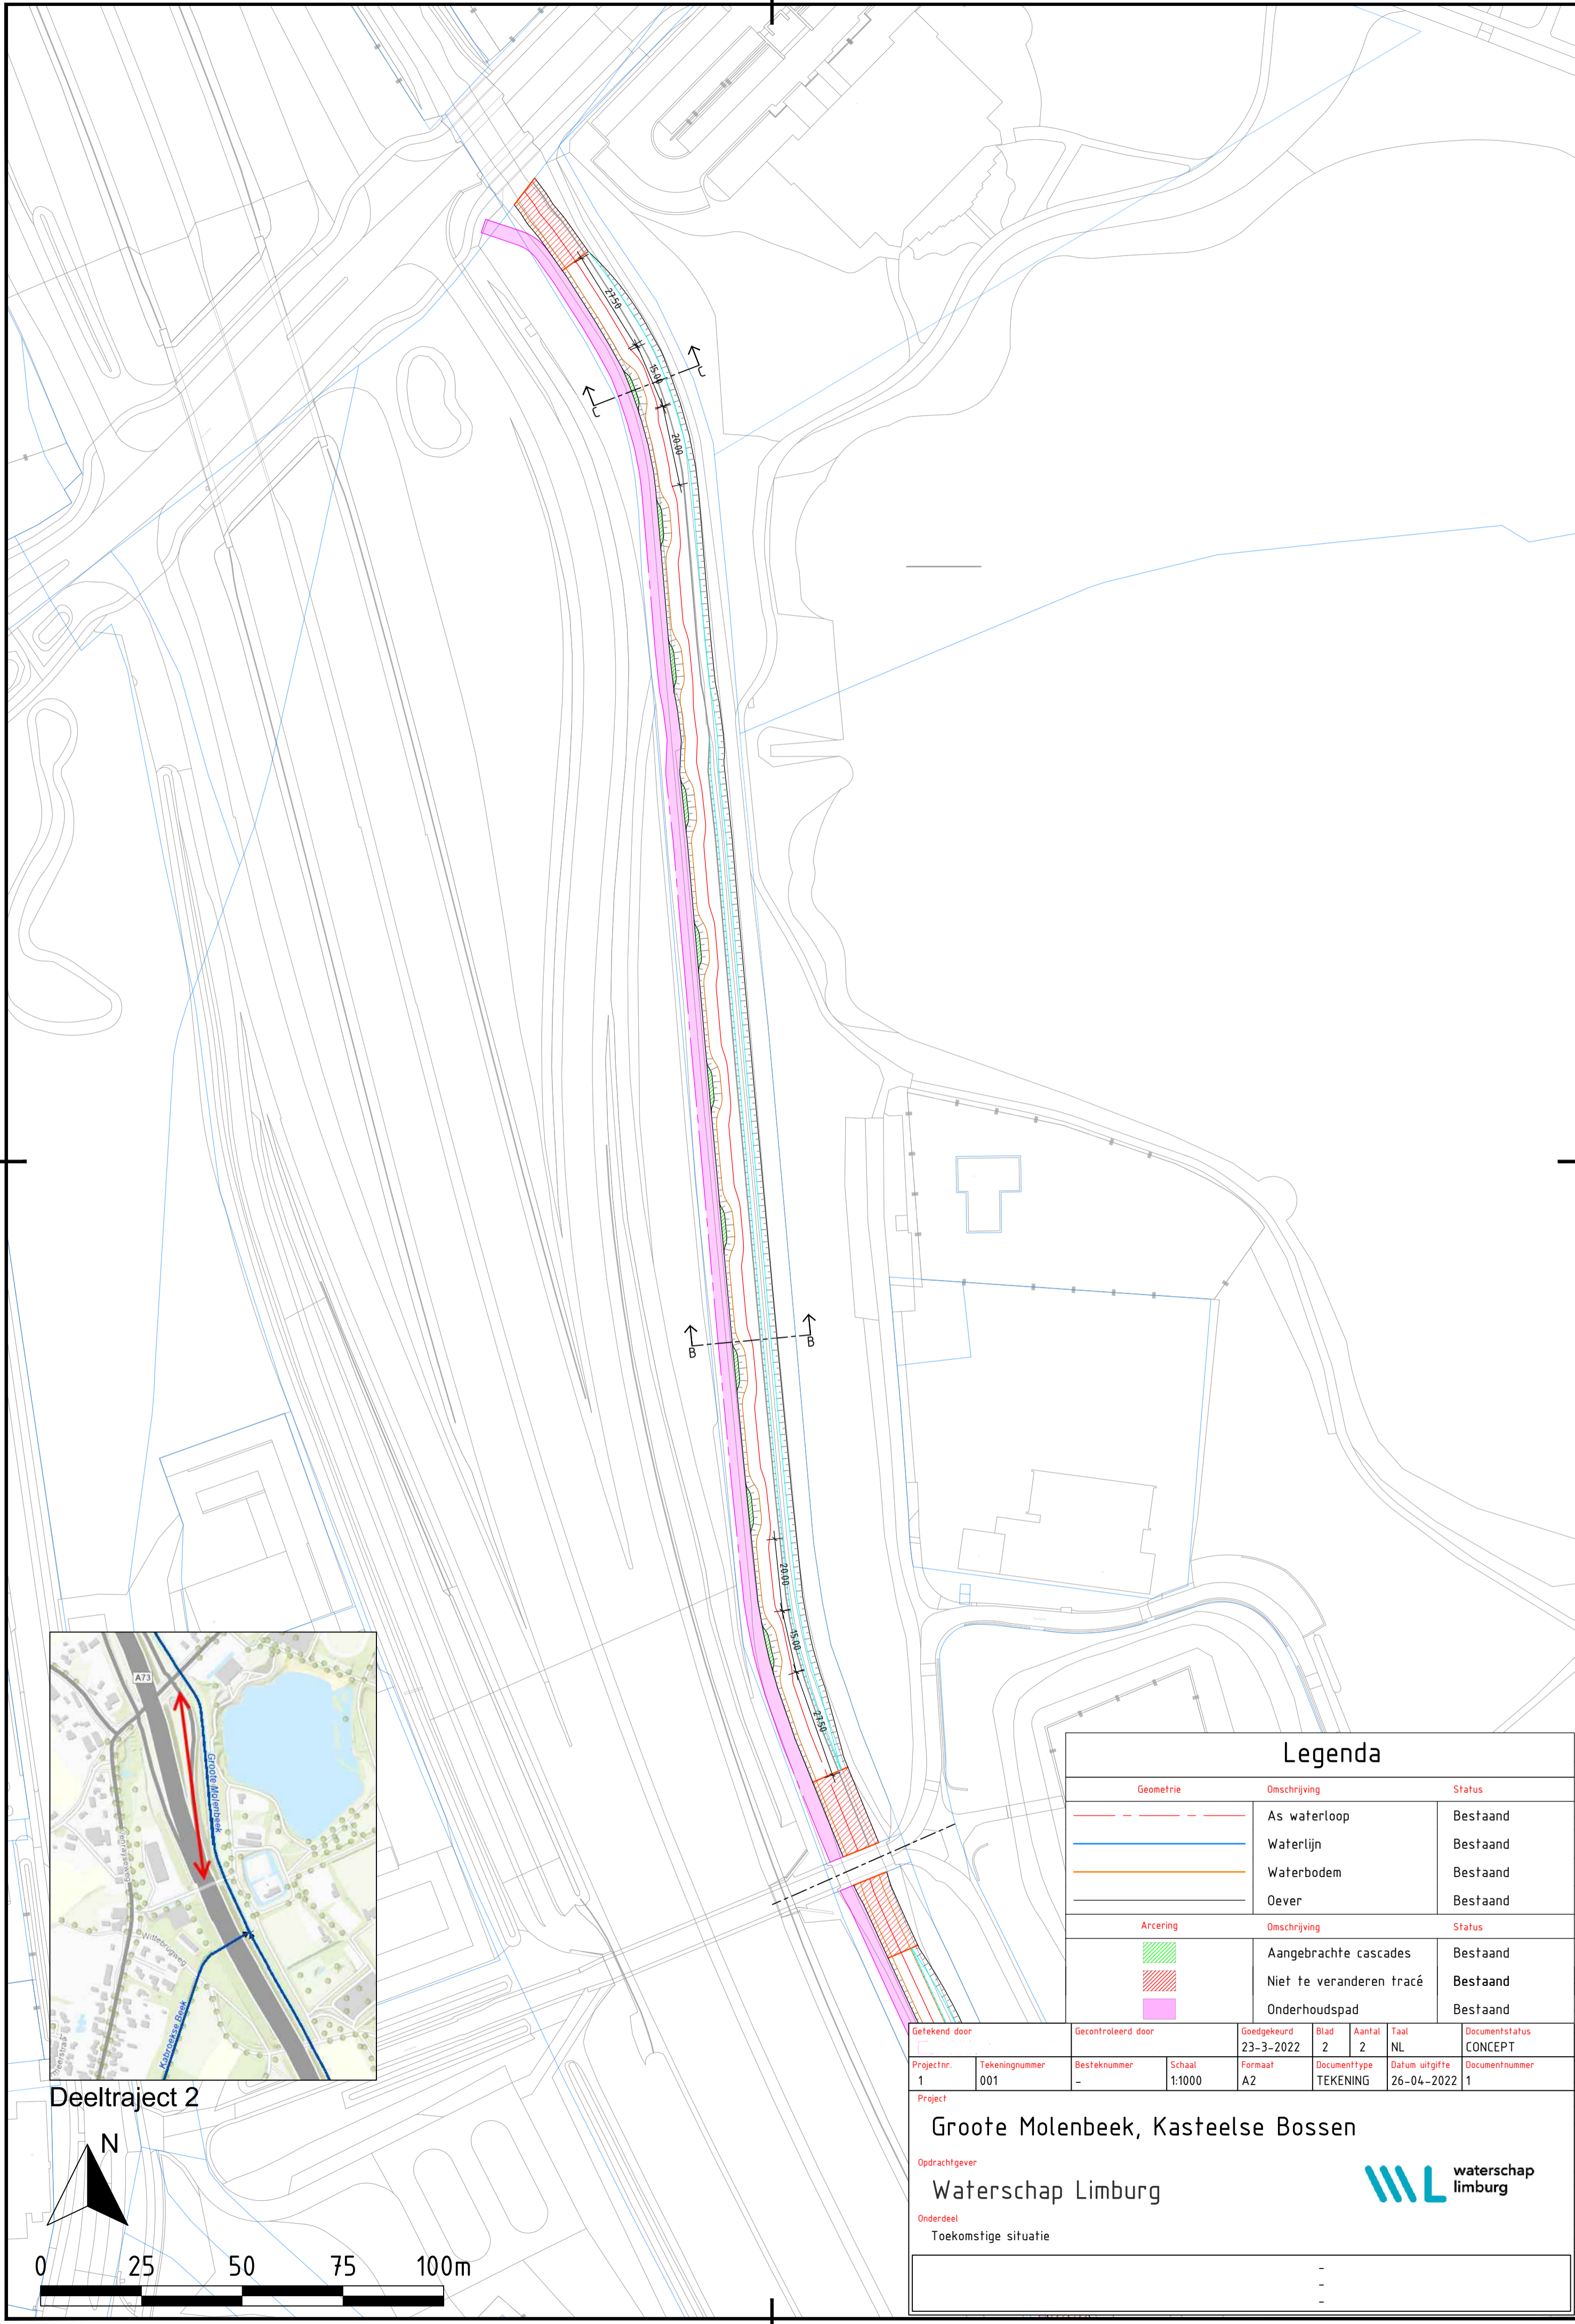 27.50
15.00
C
C
20.00
B
B
20.00
15.00
27.50
A73
Groote Molenbeek
Wittebrugweg
Kabroekse Beek
Deeltraject 2
N
0 25 50 75 100m
Legenda
Geometrie Omschrijving Status
As waterloop Bestaand
Waterlijn Bestaand
Waterbodem Bestaand
Oever Bestaand
Arcering Omschrijving Status
Aangebrachte cascades Bestaand
Niet te veranderen tracé Bestaand
Onderhoudspad Bestaand
Getekend door Gecontroleerd door Goedgekeurd Blad Aantal Taal Documentstatus
23-3-2022 2 2 NL CONCEPT
Projectnr. Tekeningnummer Besteknummer Schaal Formaat Documenttype Datum uitgifte Documentnummer
1 001 - 1:1000 A2 TEKENING 26-04-2022 1
Project
Groote Molenbeek, Kasteelse Bossen
Opdrachtgever
Waterschap Limburg
waterschap
limburg
Onderdeel
Toekomstige situatie
-
-
-